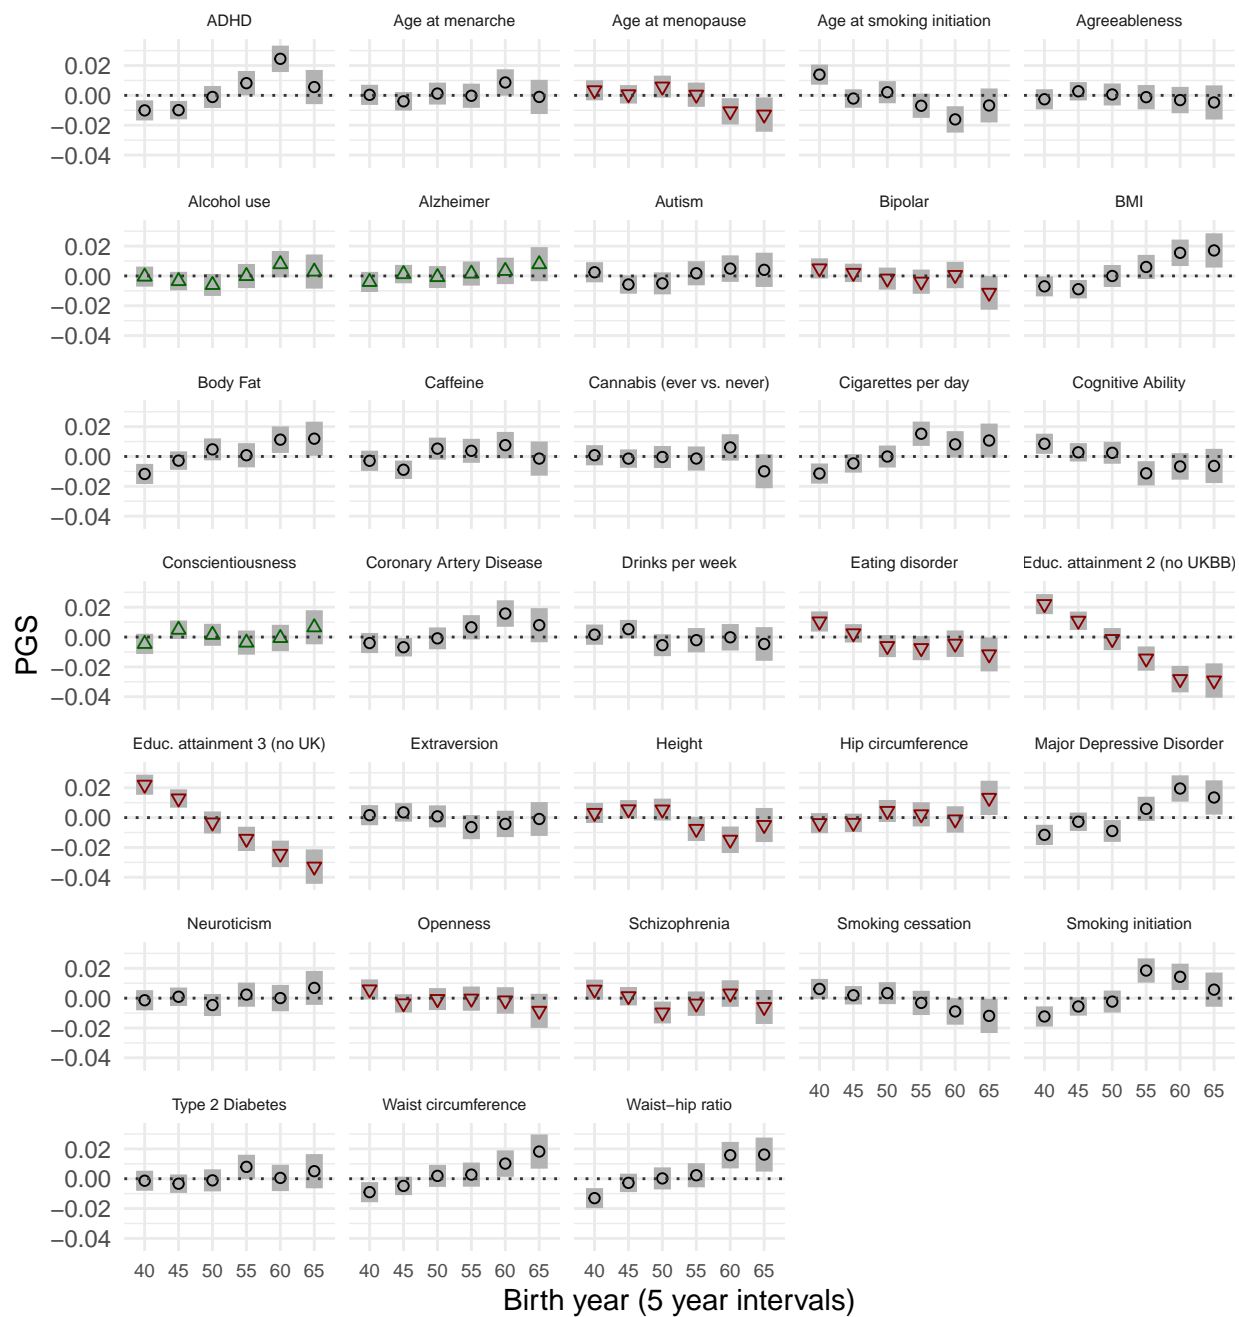 ADHD Age at menarche Age at menopause Age at smoking initiation Agreeableness
0.02
0.00
−0.02
−0.04
Alcohol use Alzheimer Autism Bipolar BMI
0.02
0.00
−0.02
−0.04
Body Fat Caffeine Cannabis (ever vs. never) Cigarettes per day Cognitive Ability
0.02
0.00
−0.02
−0.04
Conscientiousness Coronary Artery Disease Drinks per week Eating disorder Educ. attainment 2 (no UKBB)
0.02
0.00
−0.02
−0.04
PGS
Educ. attainment 3 (no UK) Extraversion Height Hip circumference Major Depressive Disorder
0.02
0.00
−0.02
−0.04
Neuroticism Openness Schizophrenia Smoking cessation Smoking initiation
0.02
0.00
−0.02
−0.04
40 45 50 55 60 65 40 45 50 55 60 65
Type 2 Diabetes Waist circumference Waist−hip ratio
0.02
0.00
−0.02
−0.04
40 45 50 55 60 65 40 45 50 55 60 65 40 45 50 55 60 65
Birth year (5 year intervals)